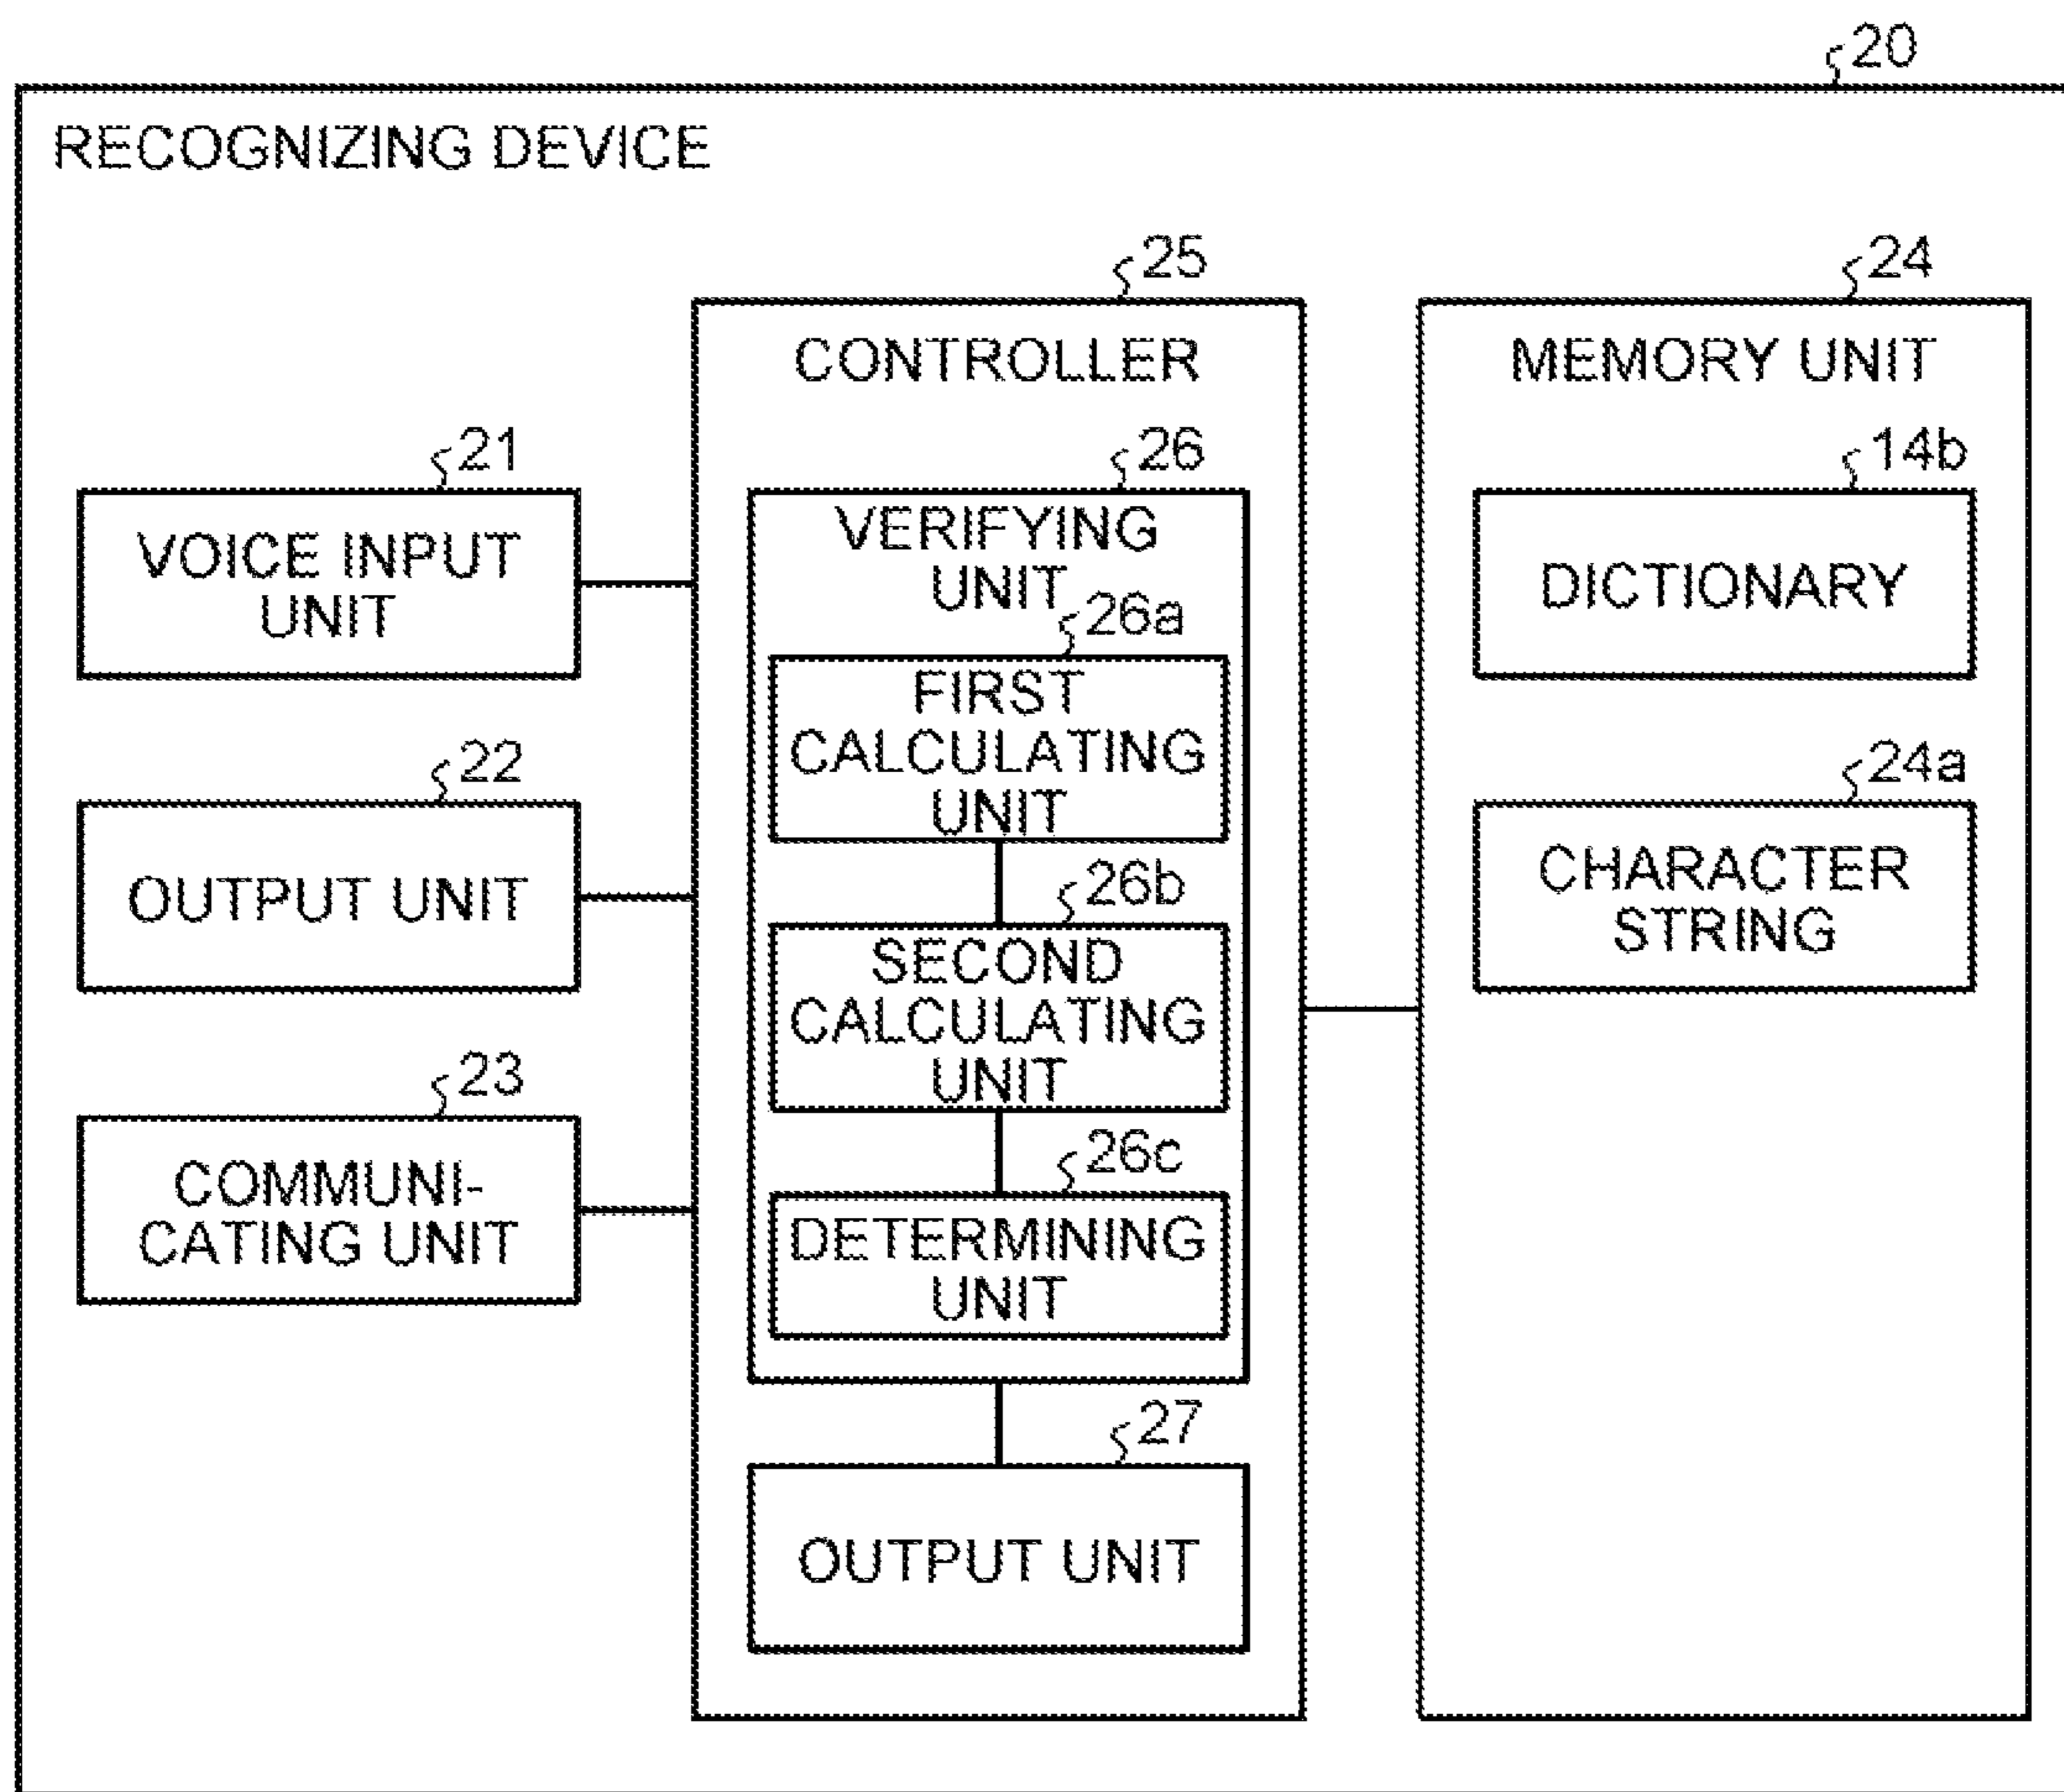 20
RECOGNIZING DEVICE
25
CONTROLLER
24
MEMORY UNIT
21
VOICE INPUT
UNIT
22
OUTPUT UNIT
23
COMMUNI-
CATING UNIT
26
VERIFYING
UNIT
26a
FIRST
CALCULATING
UNIT
26b
SECOND
CALCULATING
UNIT
26c
DETERMINING
UNIT
27
OUTPUT UNIT
14b
DICTIONARY
24a
CHARACTER
STRING